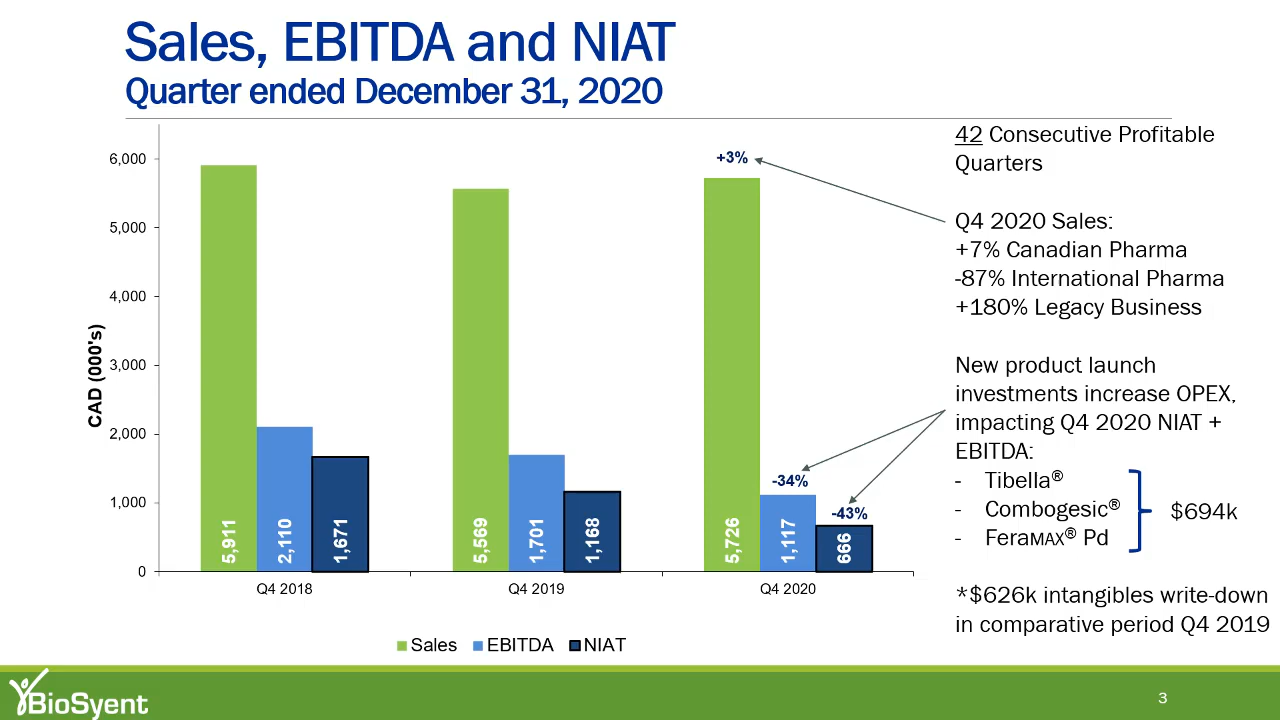 Sales, EBITDA and NIAT
Quarter ended December 31, 2020
CAD (000's)
6,000
5,000
4,000
3,000
2,000
1,000
0
5,911
2,110
1,671
5,569
1,701
1,168
+3%
5,726
-34%
1,117
-43%
666
Q4 2018
Q4 2019
Q4 2020
Sales
EBITDA
NIAT
42 Consecutive Profitable
Quarters
Q4 2020 Sales:
+7% Canadian Pharma
-87% International Pharma
+180% Legacy Business
New product launch
investments increase OPEX,
impacting Q4 2020 NIAT +
EBITDA:
- Tibella®
- Combogesic®
- FeraMAX® Pd
$694k
*$626k intangibles write-down
in comparative period Q4 2019
BioSyent
3